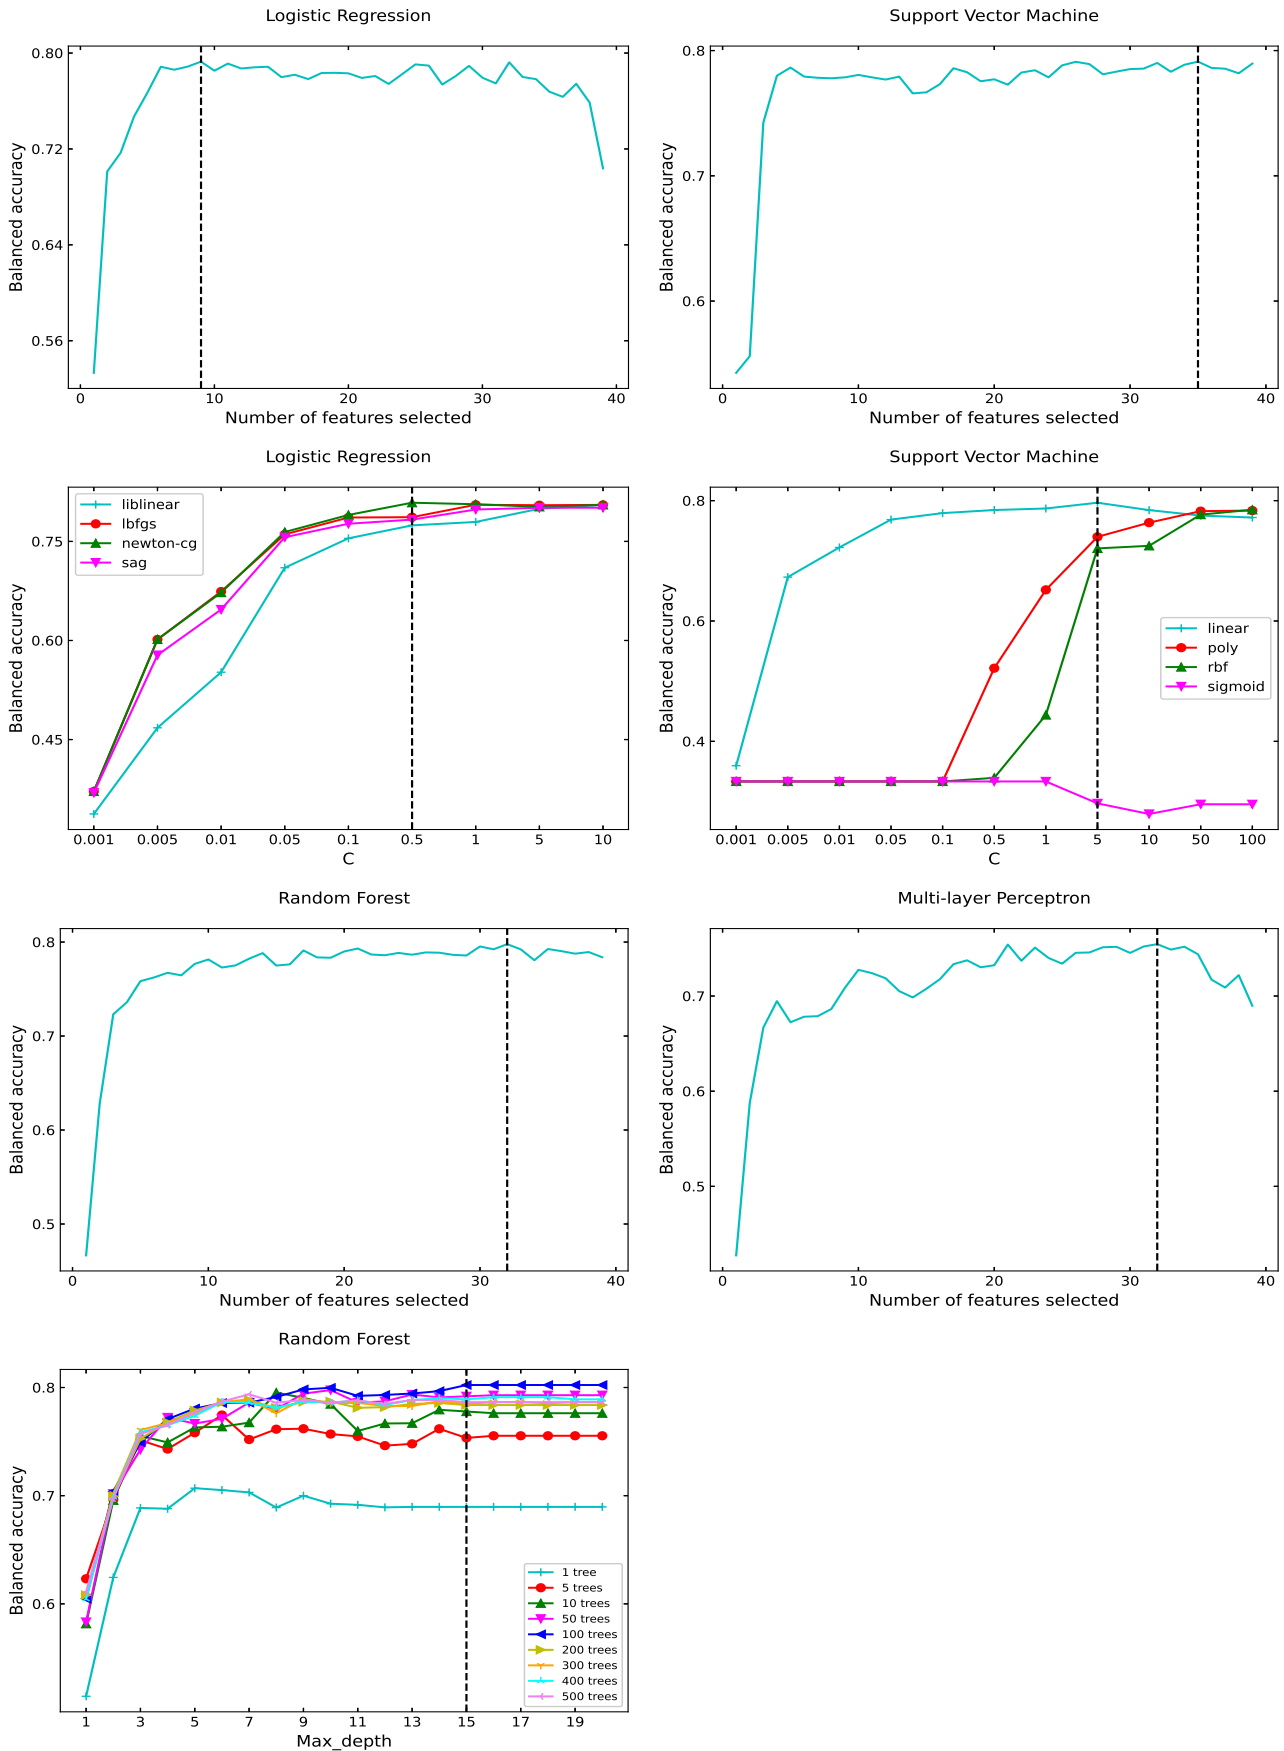 Logistic Regression
Balanced accuracy
0.80
0.72
0.64
0.56
0 10 20 30 40
Number of features selected
Support Vector Machine
Balanced accuracy
0.8
0.7
0.6
0 10 20 30 40
Number of features selected
Logistic Regression
Balanced accuracy
0.75
0.60
0.45
liblinear
lbfgs
newton-cg
sag
0.001 0.005 0.01 0.05 0.1 0.5 1 5 10
C
Support Vector Machine
Balanced accuracy
0.8
0.6
0.4
linear
poly
rbf
sigmoid
0.001 0.005 0.01 0.05 0.1 0.5 1 5 10 50 100
C
Random Forest
Balanced accuracy
0.8
0.7
0.6
0.5
0 10 20 30 40
Number of features selected
Multi-layer Perceptron
Balanced accuracy
0.7
0.6
0.5
0 10 20 30 40
Number of features selected
Random Forest
Balanced accuracy
0.8
0.7
0.6
1 tree
5 trees
10 trees
50 trees
100 trees
200 trees
300 trees
400 trees
500 trees
1 3 5 7 9 11 13 15 17 19
Max_depth